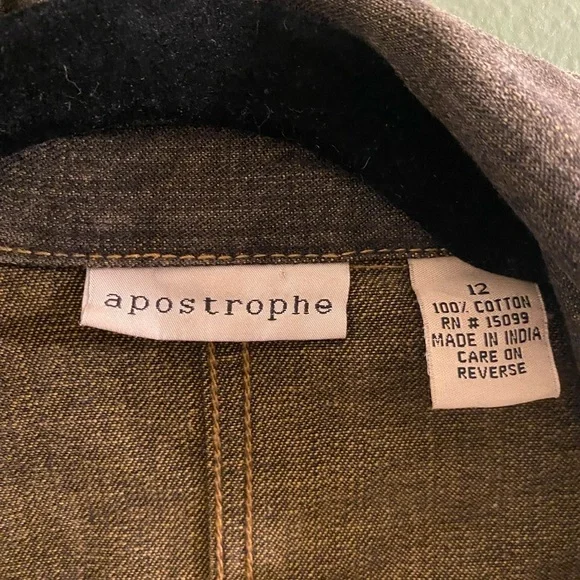 apostrophe
12
100% COTTON
RN # 15099
MADE IN INDIA
CARE ON
REVERSE